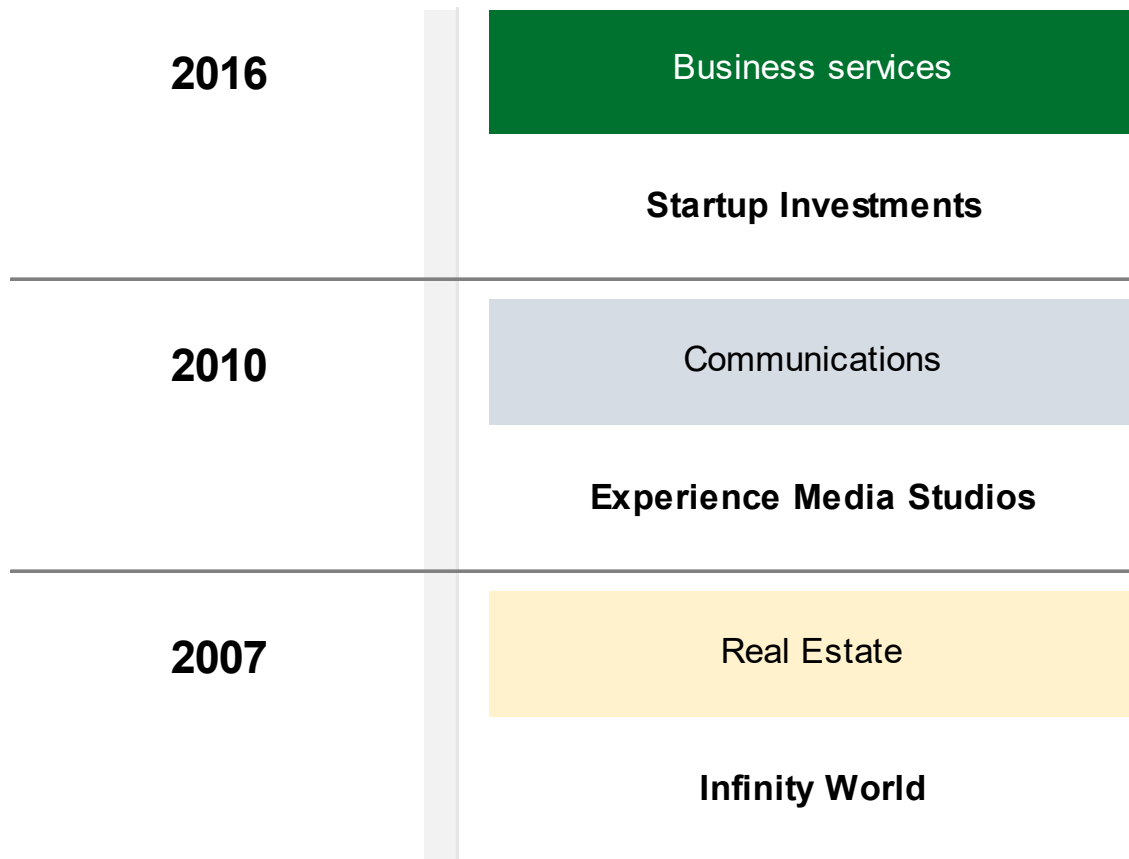 2016
Business services
Startup Investments
2010
Communications
Experience Media Studios
2007
Real Estate
Infinity World